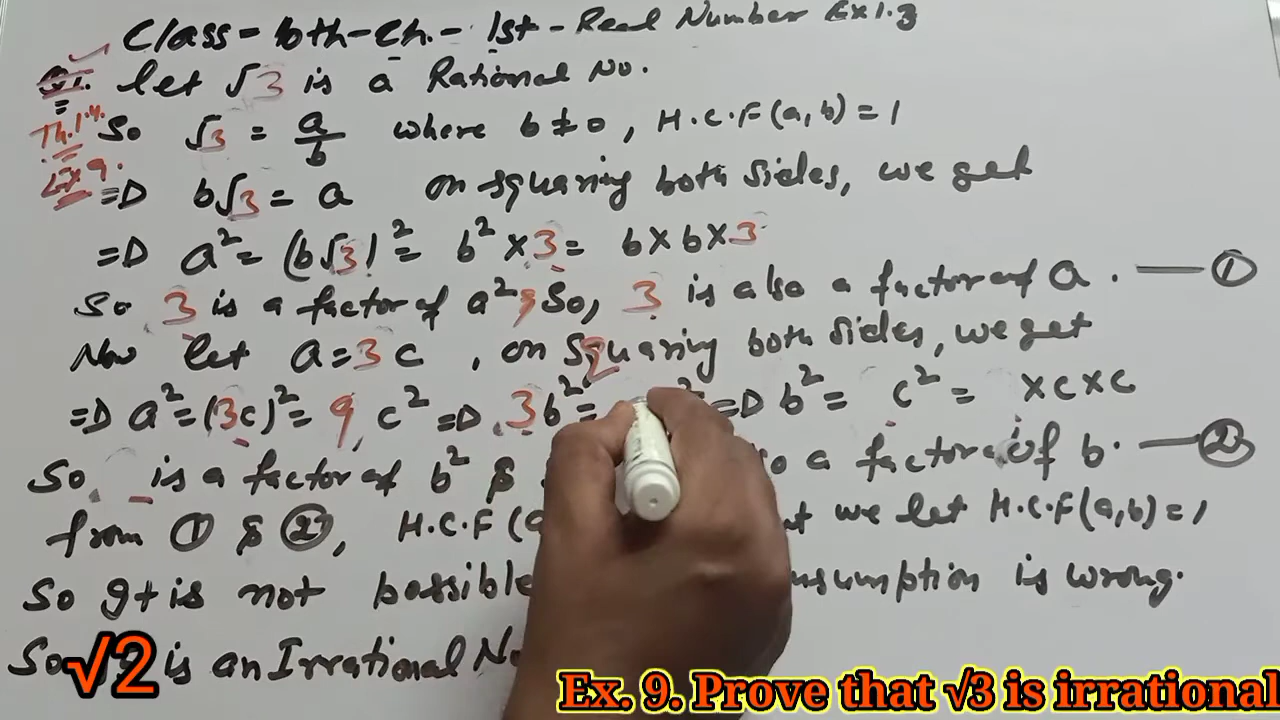 Class - 10th - Ch. - 1st - Real Number Ex 1.3
let √3 is a Rational No.
Th. 1.4.
So √3 = a/b where b ≠ 0, H.C.F (a, b) = 1
Ex 9.
=D b√3 = a on squaring both sides, we get
=D a² = (b√3)² = b² × 3 = b × b × 3
So 3 is a factor of a² So, 3 is also a factor of a. — ①
Now let a = 3 c, on squaring both sides, we get
=D a² = (3c)² = 9 c² =D 3 b² = =D b² = c² = × c × c
So, is a factor of b² & a factor of b. — ②
from ① & ②, H.C.F (a we let H.C.F (a, b) = 1
So It is not possible is wrong.
So √2 is an Irrational No
Ex. 9. Prove that √3 is irrational